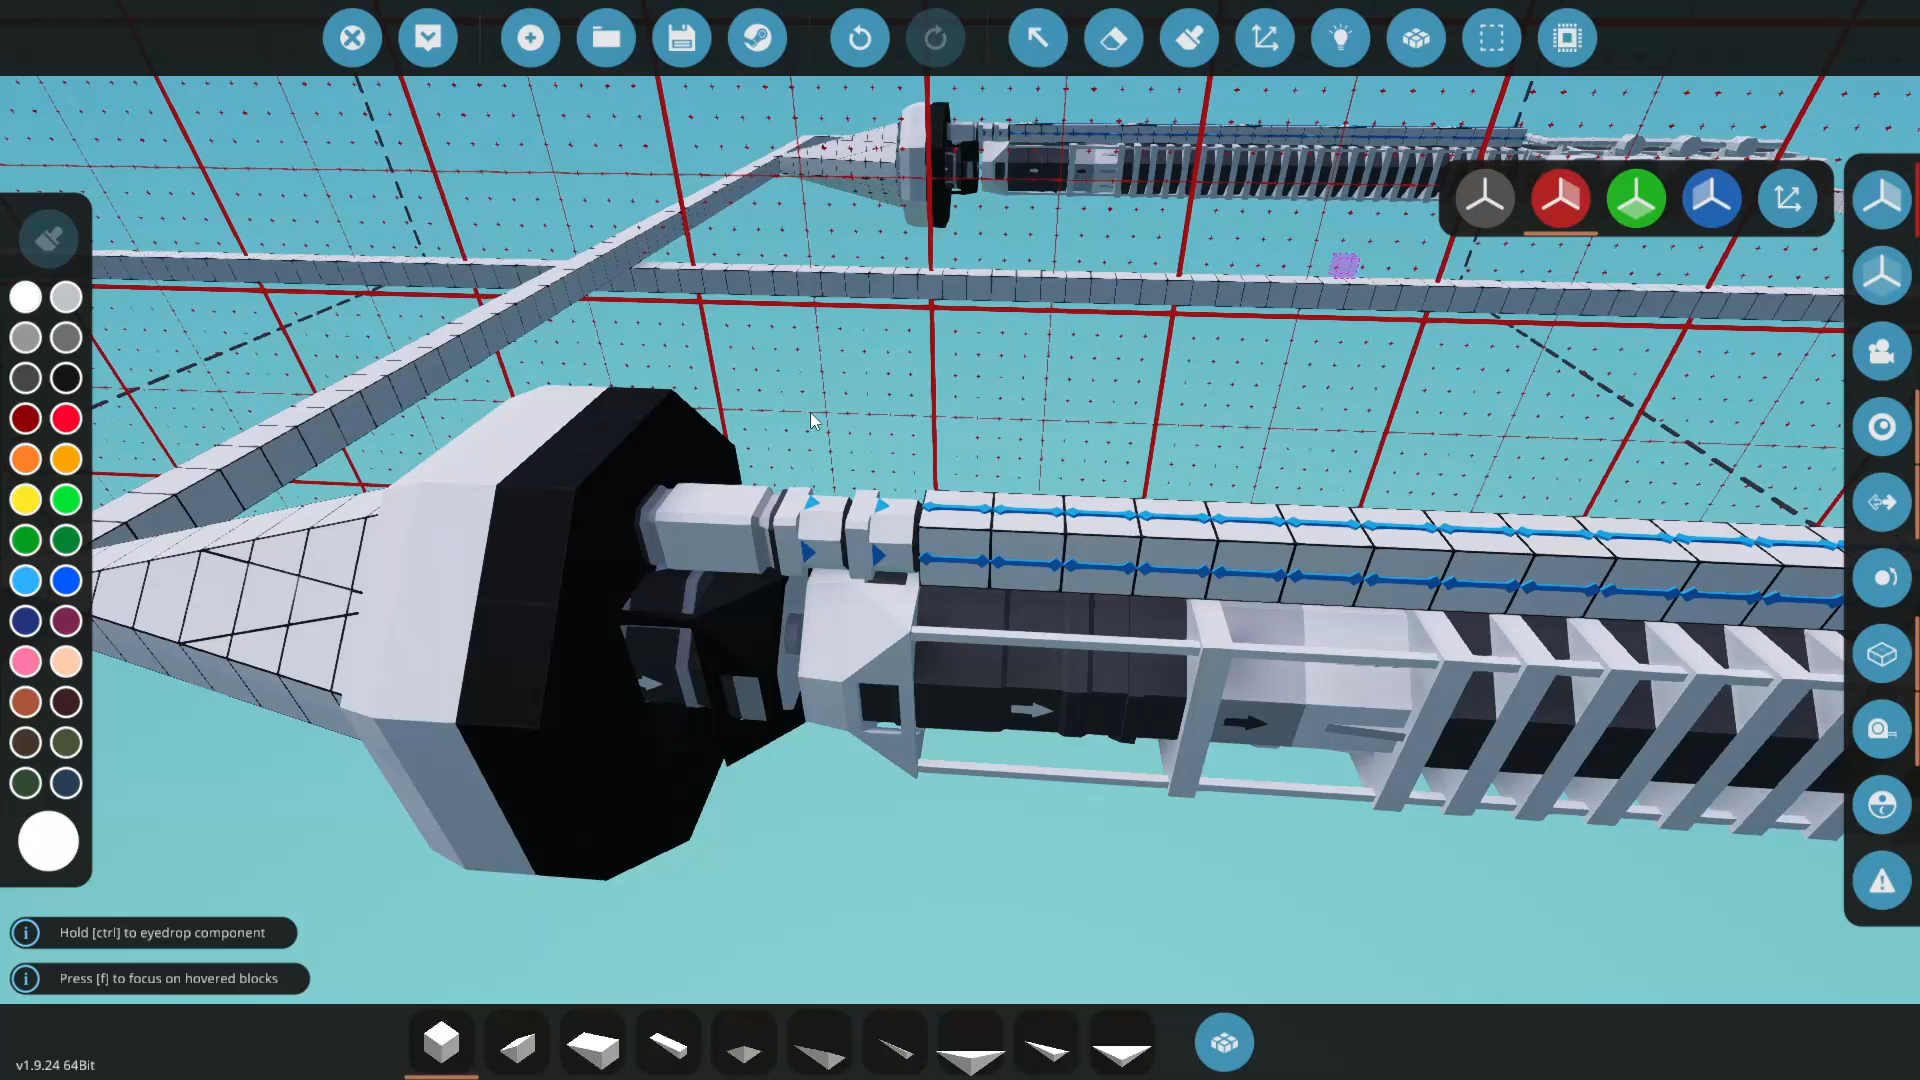 Hold [ctrl] to eyedrop component
Press [f] to focus on hovered blocks
v1.9.24 64Bit